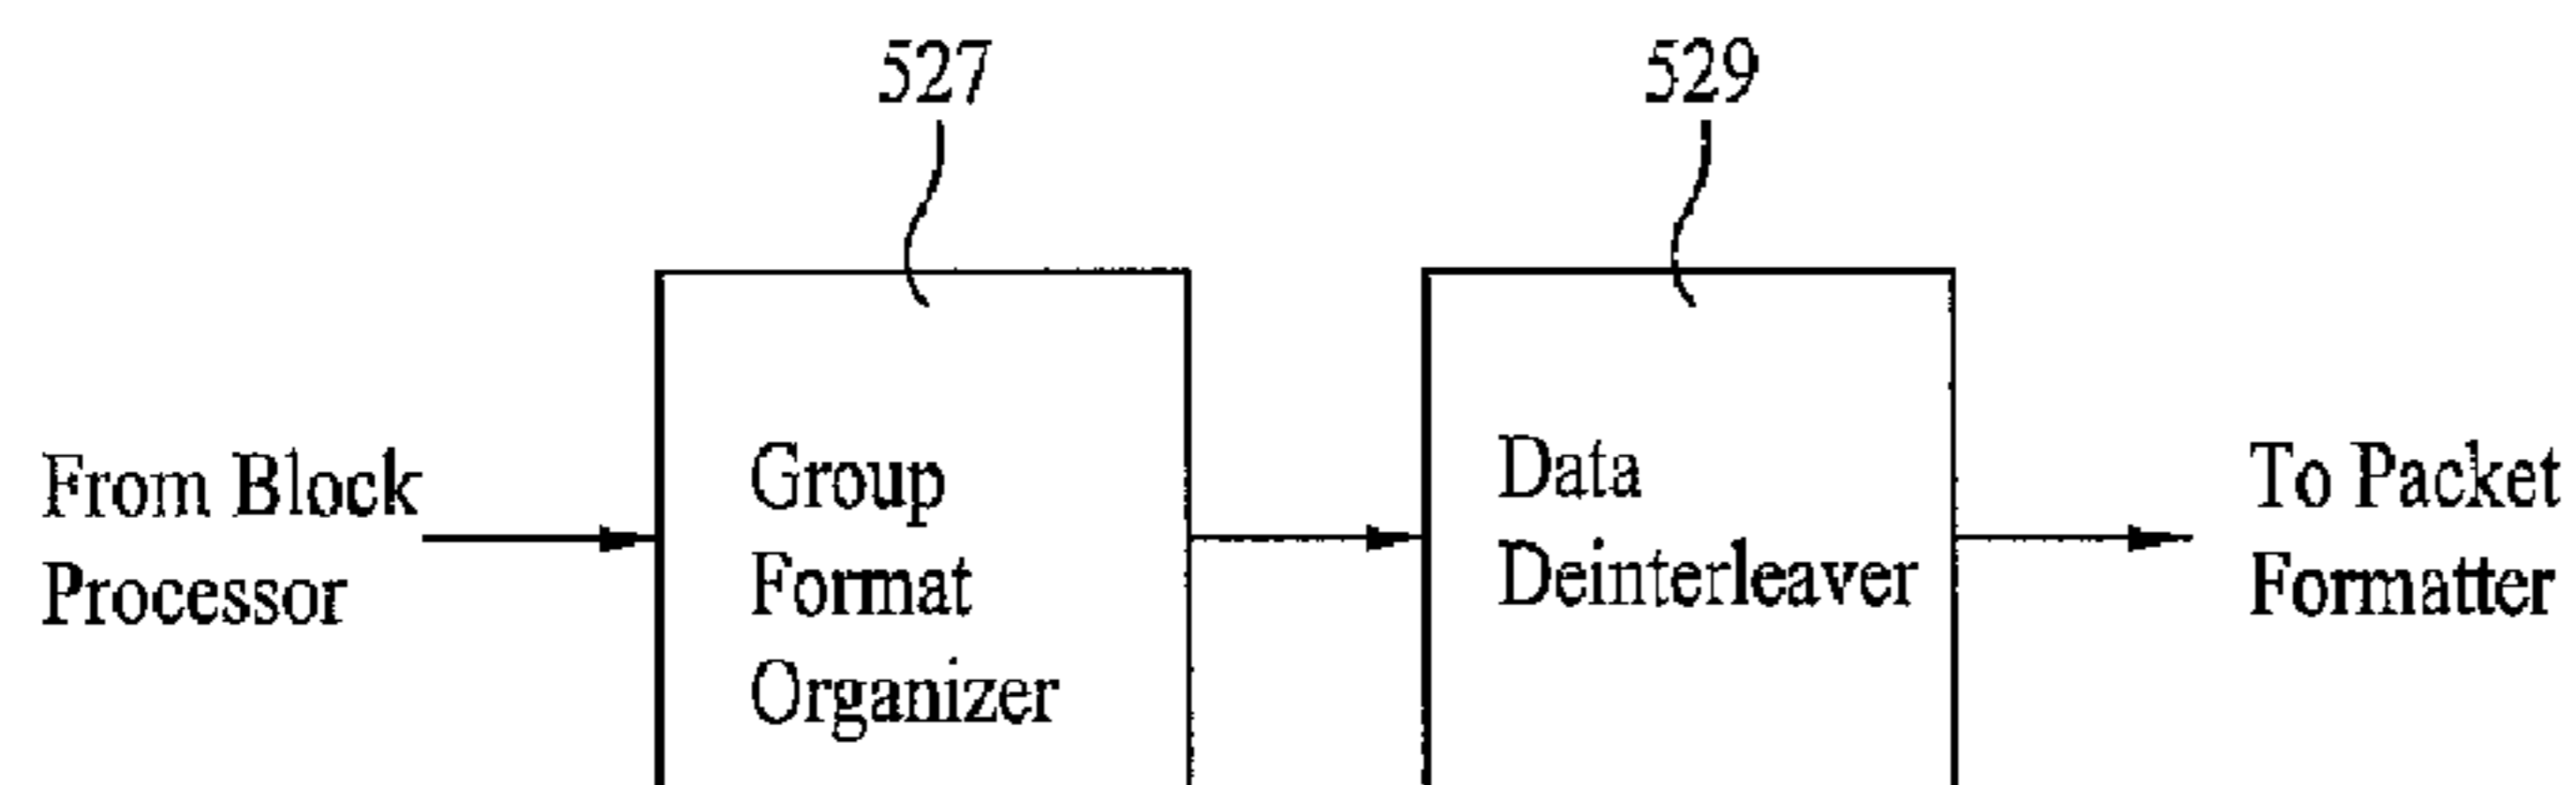 527
529
From Block
Processor
Group
Format
Organizer
Data
Deinterleaver
To Packet
Formatter